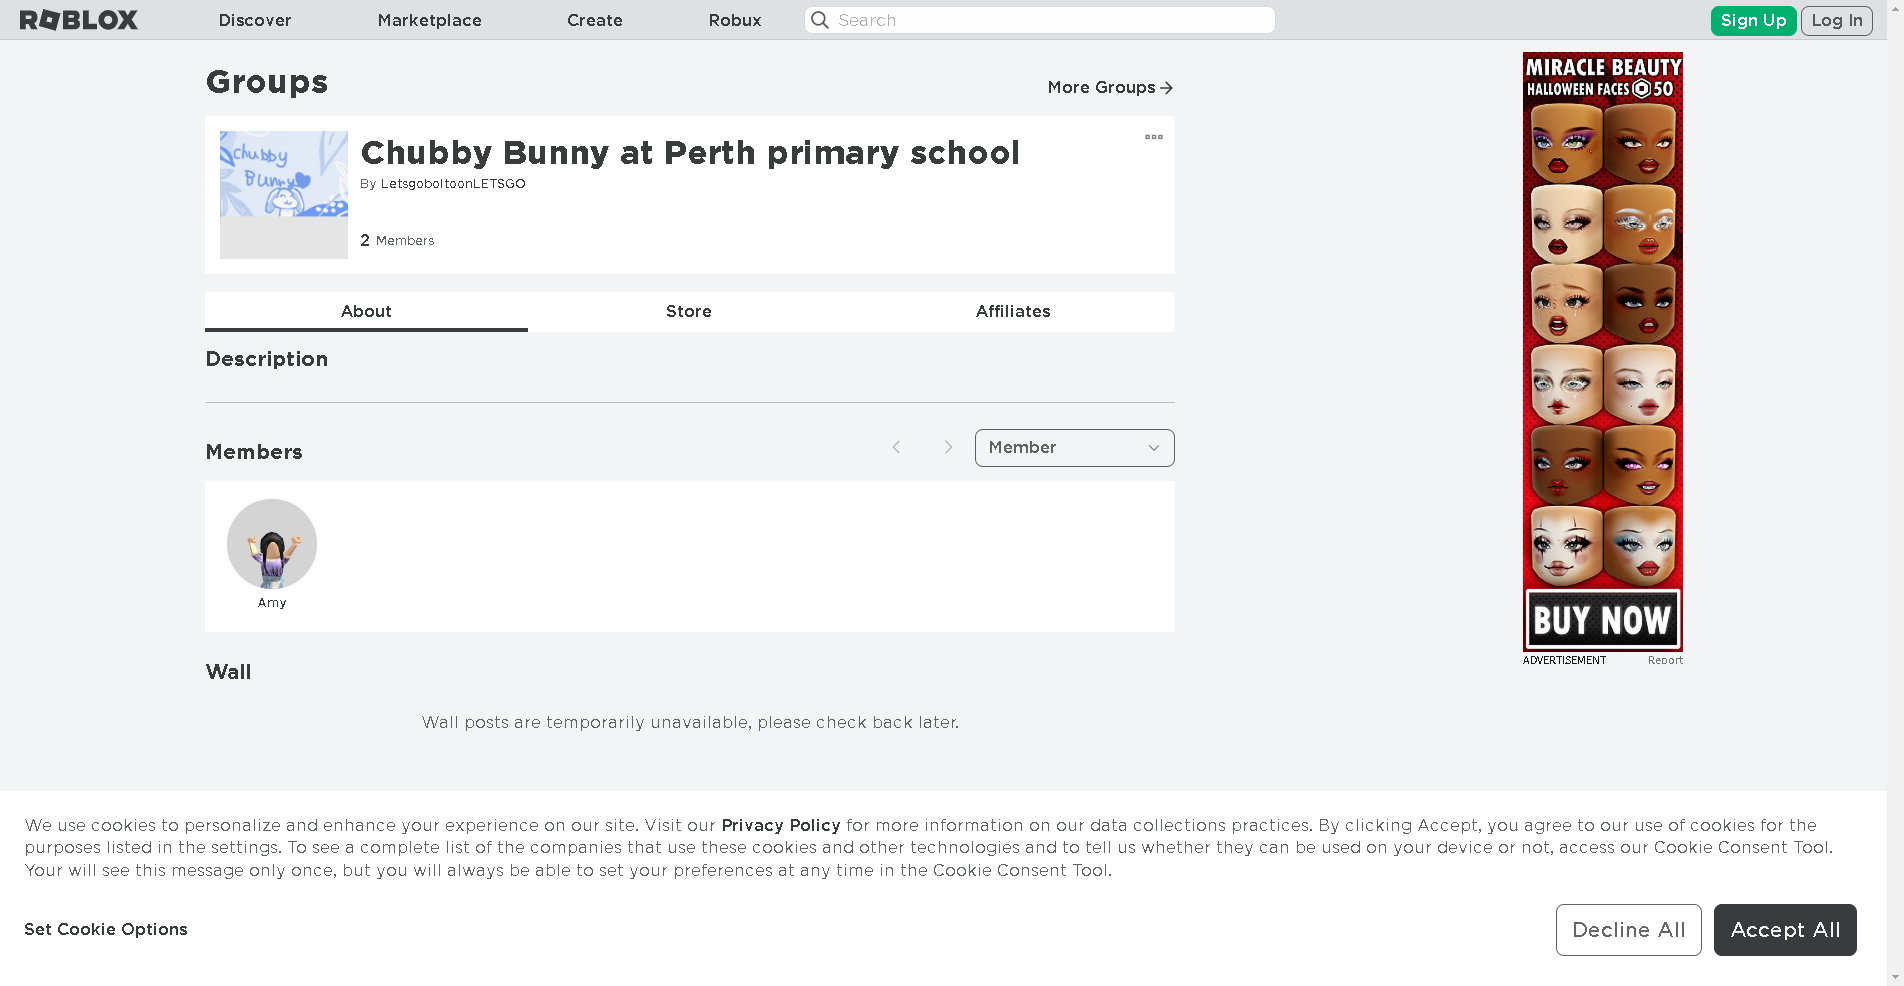 ROBLOX
Discover
Marketplace
Create
Robux
Search
Sign Up
Log In
Groups
More Groups
chubby
Bunny
Chubby Bunny at Perth primary school
By LetsgoboltoonLETSGO
2 Members
About
Store
Affiliates
Description
Members
Member
Amy
Wall
Wall posts are temporarily unavailable, please check back later.
MIRACLE BEAUTY
HALLOWEEN FACES 50
BUY NOW
ADVERTISEMENT
Report
We use cookies to personalize and enhance your experience on our site. Visit our Privacy Policy for more information on our data collections practices. By clicking Accept, you agree to our use of cookies for the
purposes listed in the settings. To see a complete list of the companies that use these cookies and other technologies and to tell us whether they can be used on your device or not, access our Cookie Consent Tool.
Your will see this message only once, but you will always be able to set your preferences at any time in the Cookie Consent Tool.
Set Cookie Options
Decline All
Accept All